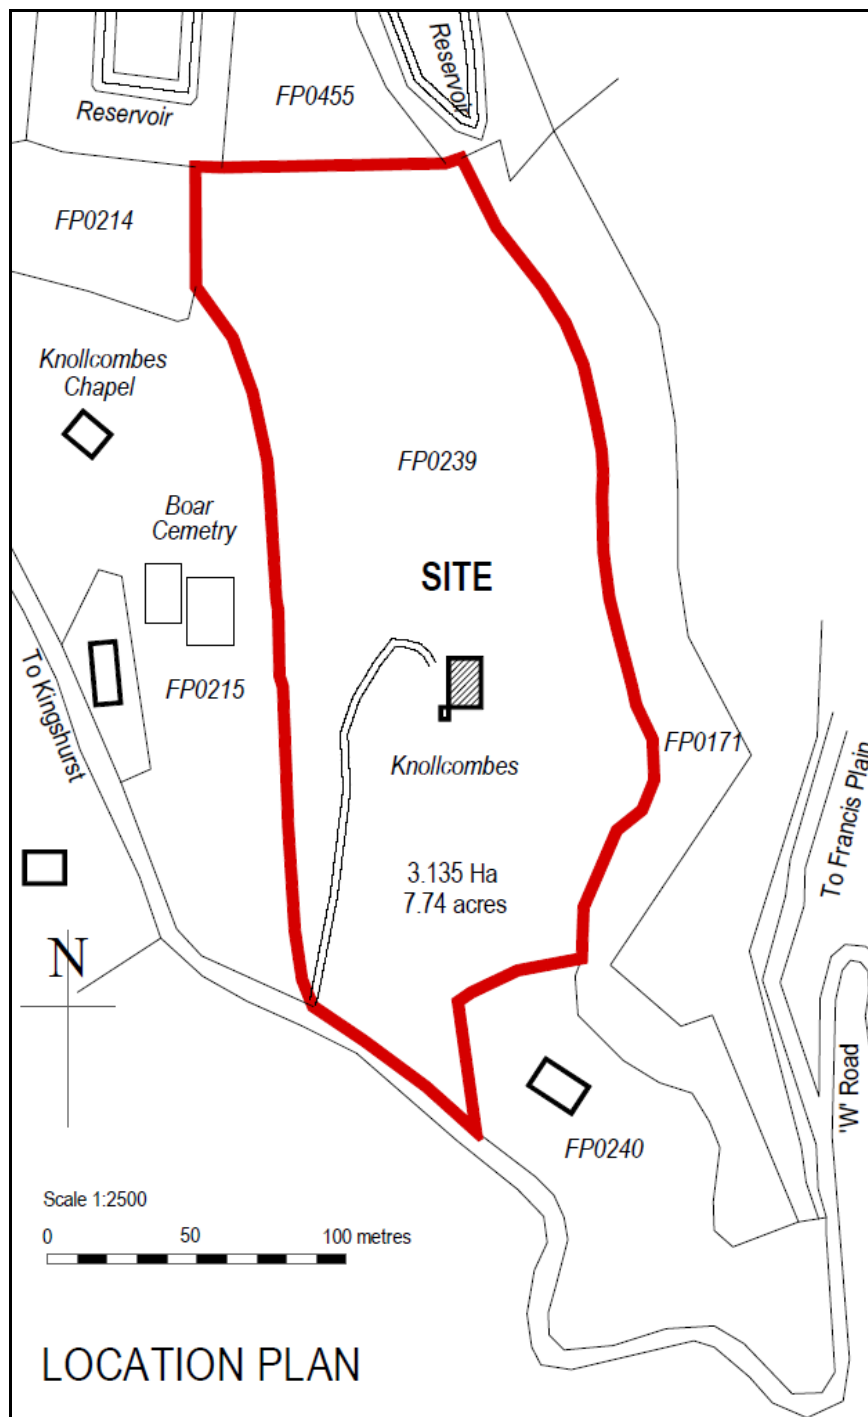 Reservoir
FP0455
Reservoir
FP0214
Knollcombes
Chapel
FP0239
Boar
Cemetry
SITE
To Kingshurst
FP0215
FP0171
Knollcombes
To Francis Plain
3.135 Ha
7.74 acres
N
'W' Road
FP0240
Scale 1:2500
0 50 100 metres
LOCATION PLAN